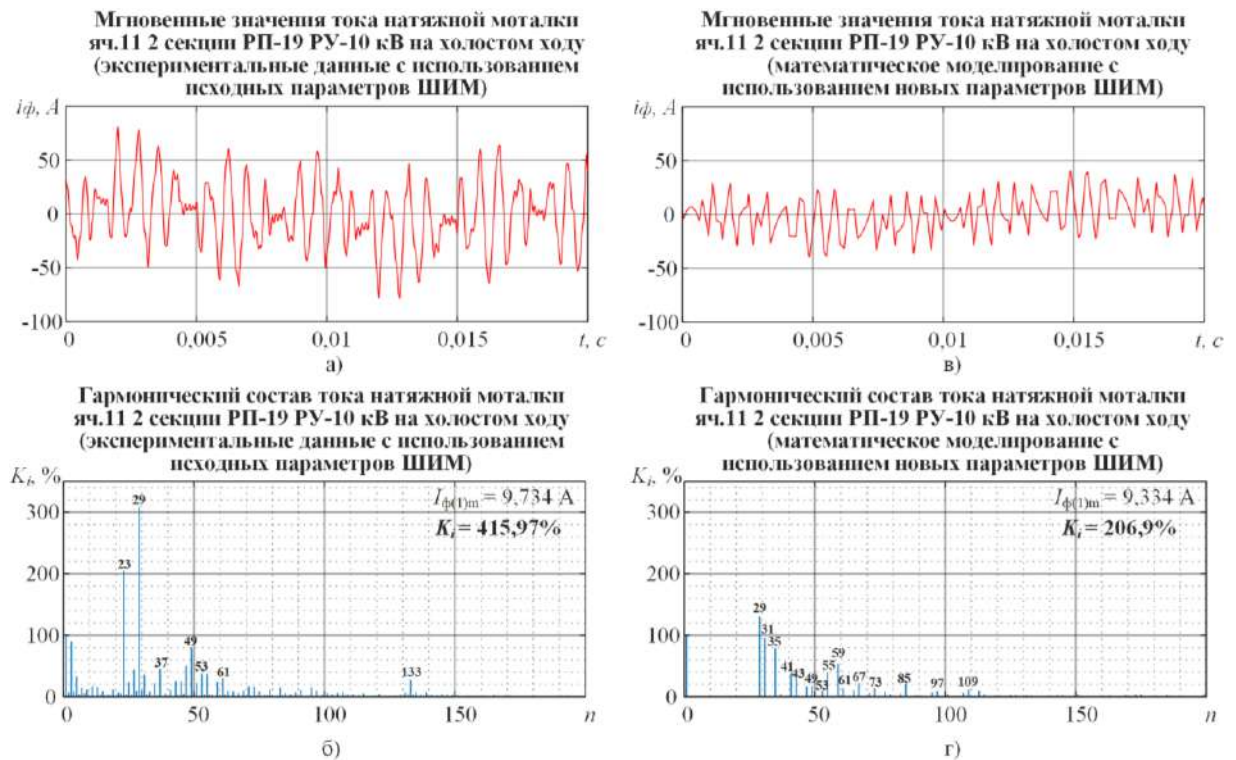 Мгновенные значения тока натяжной моталки
яч.11 2 секции РП-19 РУ-10 кВ на холостом ходу
(экспериментальные данные с использованием
исходных параметров ШИМ)
iф, А
50
0
-50
-100
0
0,005
0,01
0,015
t, с
а)
Мгновенные значения тока натяжной моталки
яч.11 2 секции РП-19 РУ-10 кВ на холостом ходу
(математическое моделирование с
использованием новых параметров ШИМ)
iф, А
50
0
-50
-100
0
0,005
0,01
0,015
t, с
в)
Гармонический состав тока натяжной моталки
яч.11 2 секции РП-19 РУ-10 кВ на холостом ходу
(экспериментальные данные с использованием
исходных параметров ШИМ)
Ki, %
300
200
100
0
29
23
37
49
53
61
133
Iф(1)m = 9,734 А
Ki = 415,97%
0
50
100
150
n
б)
Гармонический состав тока натяжной моталки
яч.11 2 секции РП-19 РУ-10 кВ на холостом ходу
(математическое моделирование с
использованием новых параметров ШИМ)
Ki, %
300
200
100
0
29
31
35
41
43
49
53
55
59
61
67
73
85
97
109
Iф(1)m = 9,334 А
Ki = 206,9%
0
50
100
150
n
г)